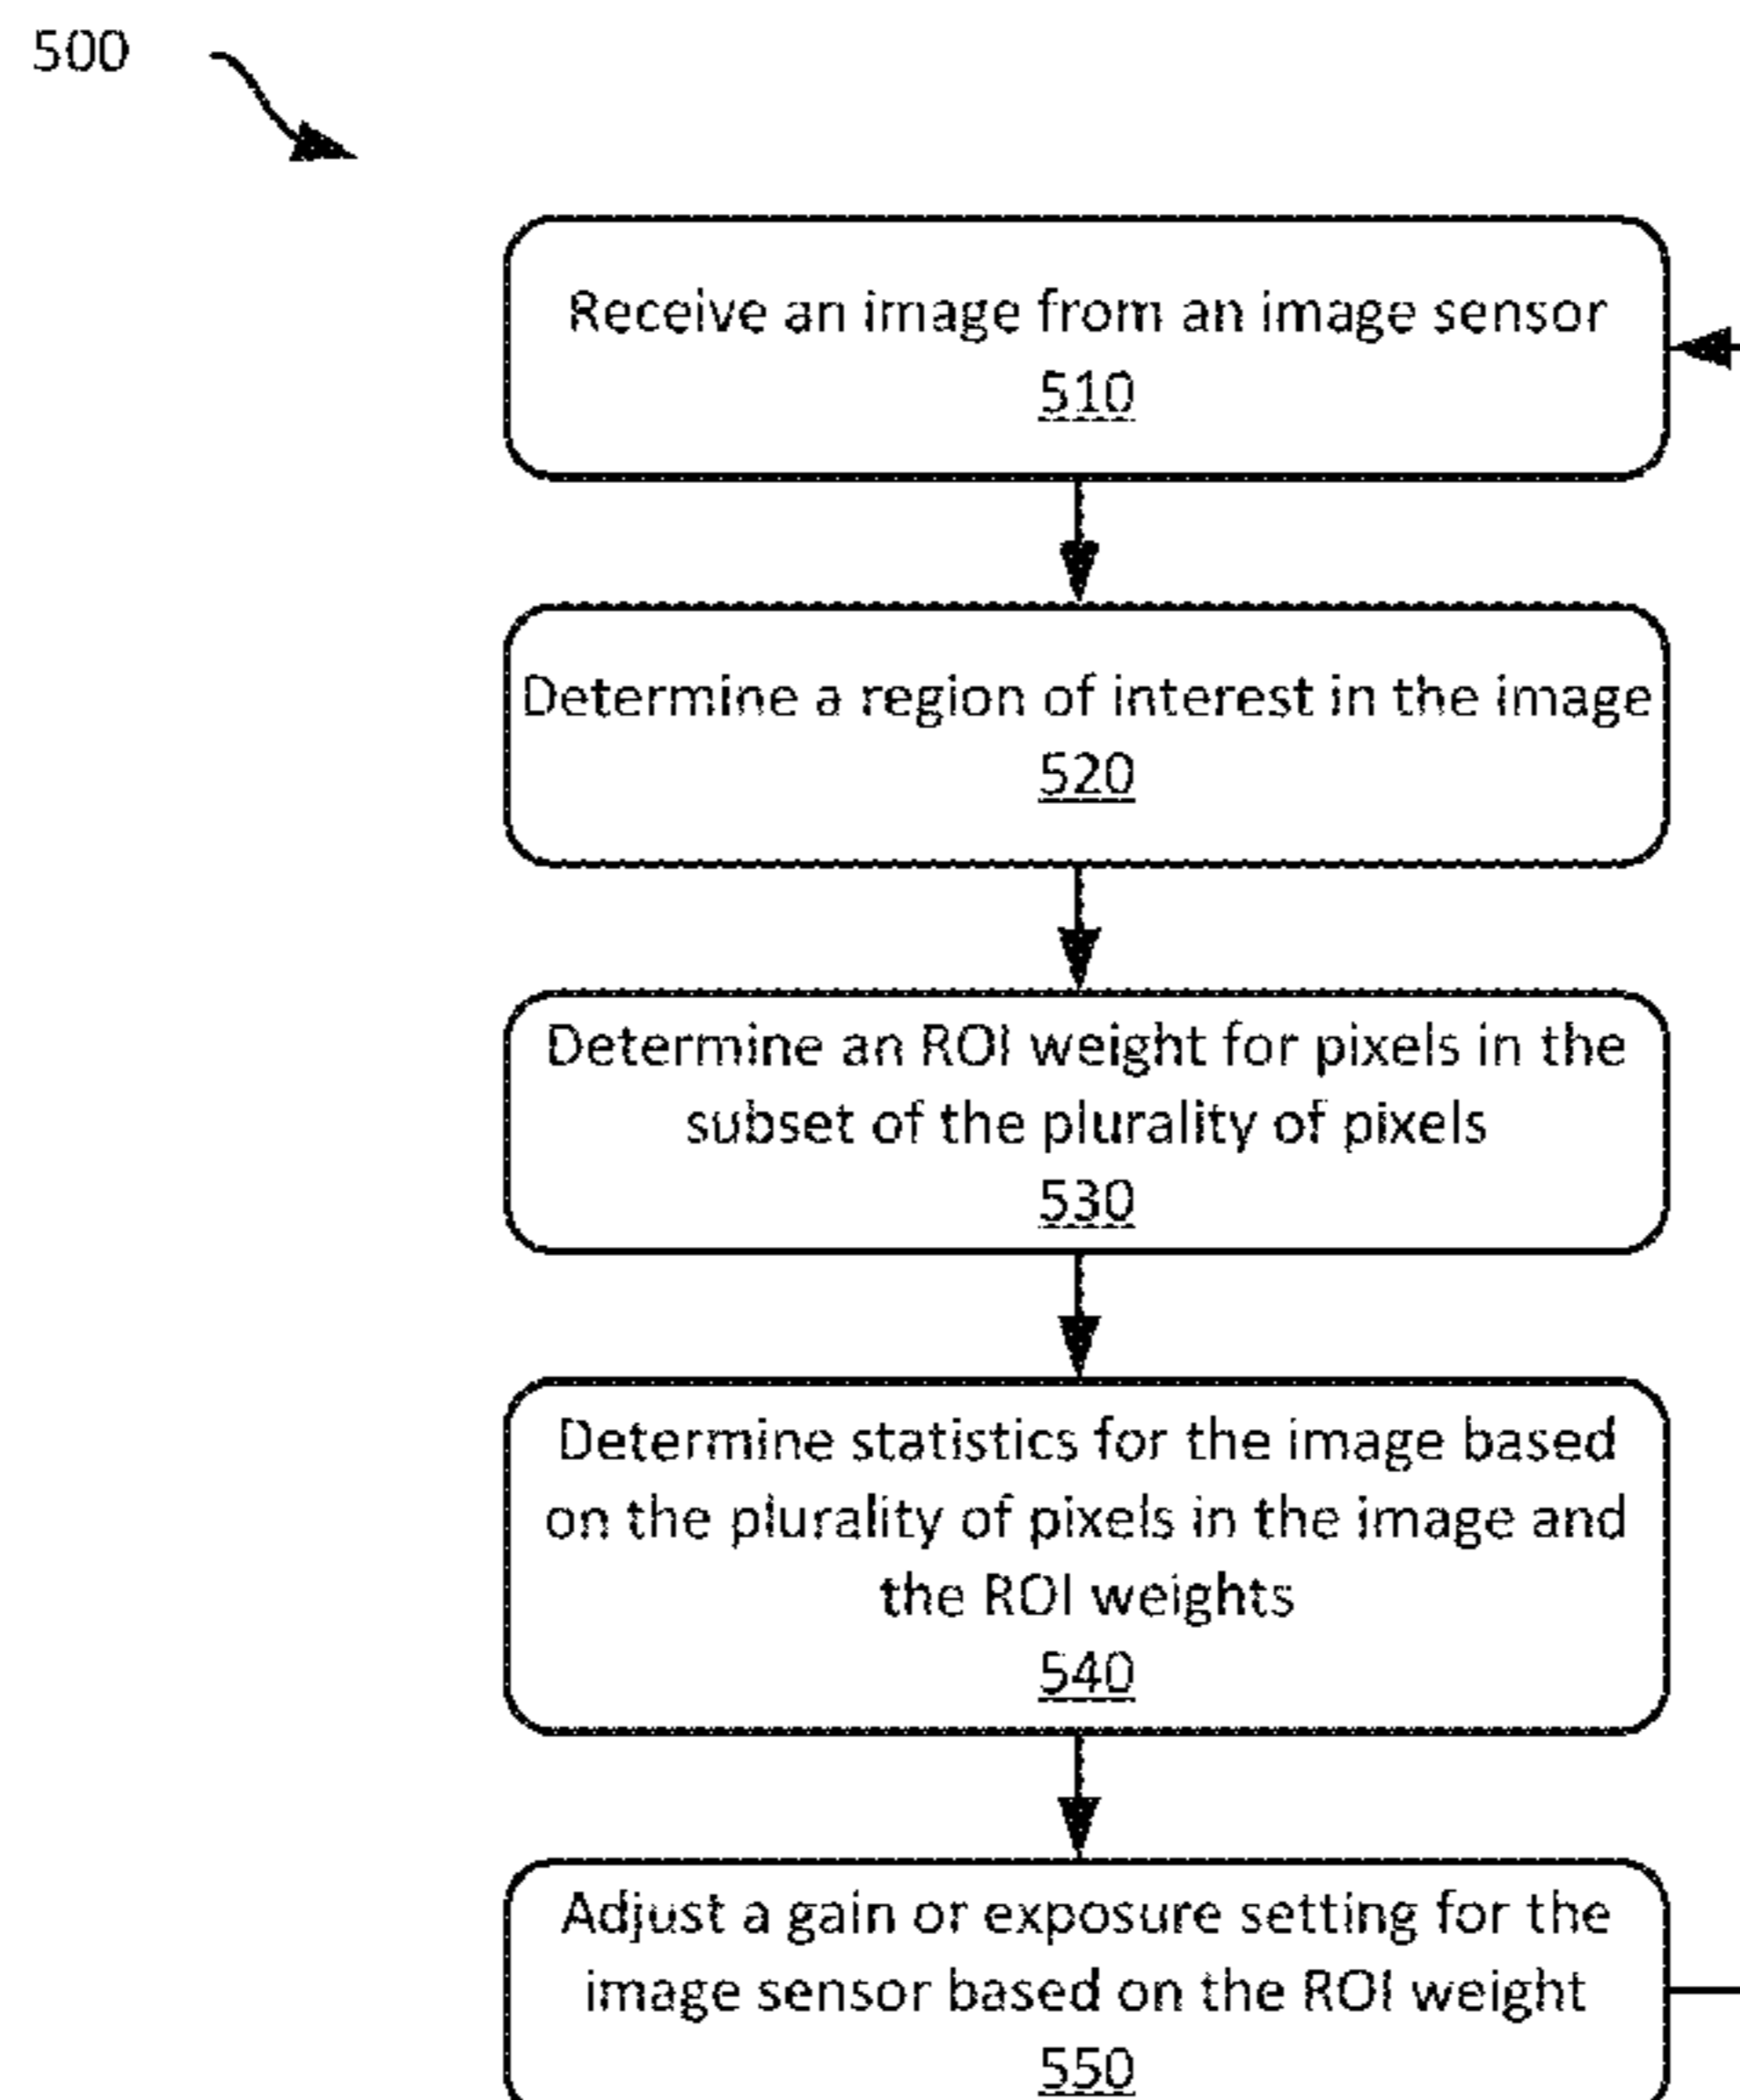 500
Receive an image from an image sensor
510
Determine a region of interest in the image
520
Determine an ROI weight for pixels in the
subset of the plurality of pixels
530
Determine statistics for the image based
on the plurality of pixels in the image and
the ROI weights
540
Adjust a gain or exposure setting for the
image sensor based on the ROI weight
550